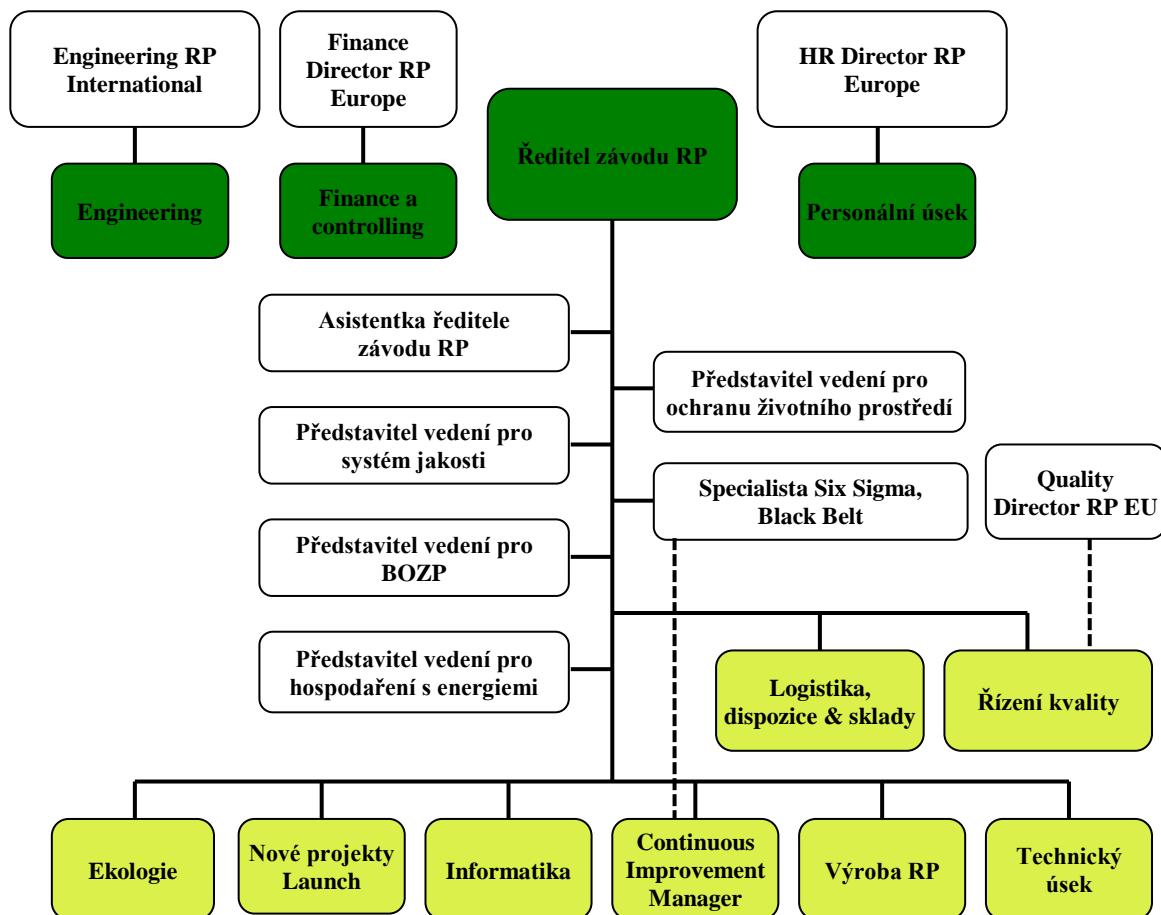 Engineering RP
International
Finance
Director RP
Europe
HR Director RP
Europe
Ředitel závodu RP
Engineering
Finance a
controlling
Personální úsek
Asistentka ředitele
závodu RP
Představitel vedení pro
ochranu životního prostředí
Představitel vedení pro
systém jakosti
Specialista Six Sigma,
Black Belt
Quality
Director RP EU
Představitel vedení pro
BOZP
Představitel vedení pro
hospodaření s energiemi
Logistika,
dispozice & sklady
Řízení kvality
Ekologie
Nové projekty
Launch
Informatika
Continuous
Improvement
Manager
Výroba RP
Technický
úsek